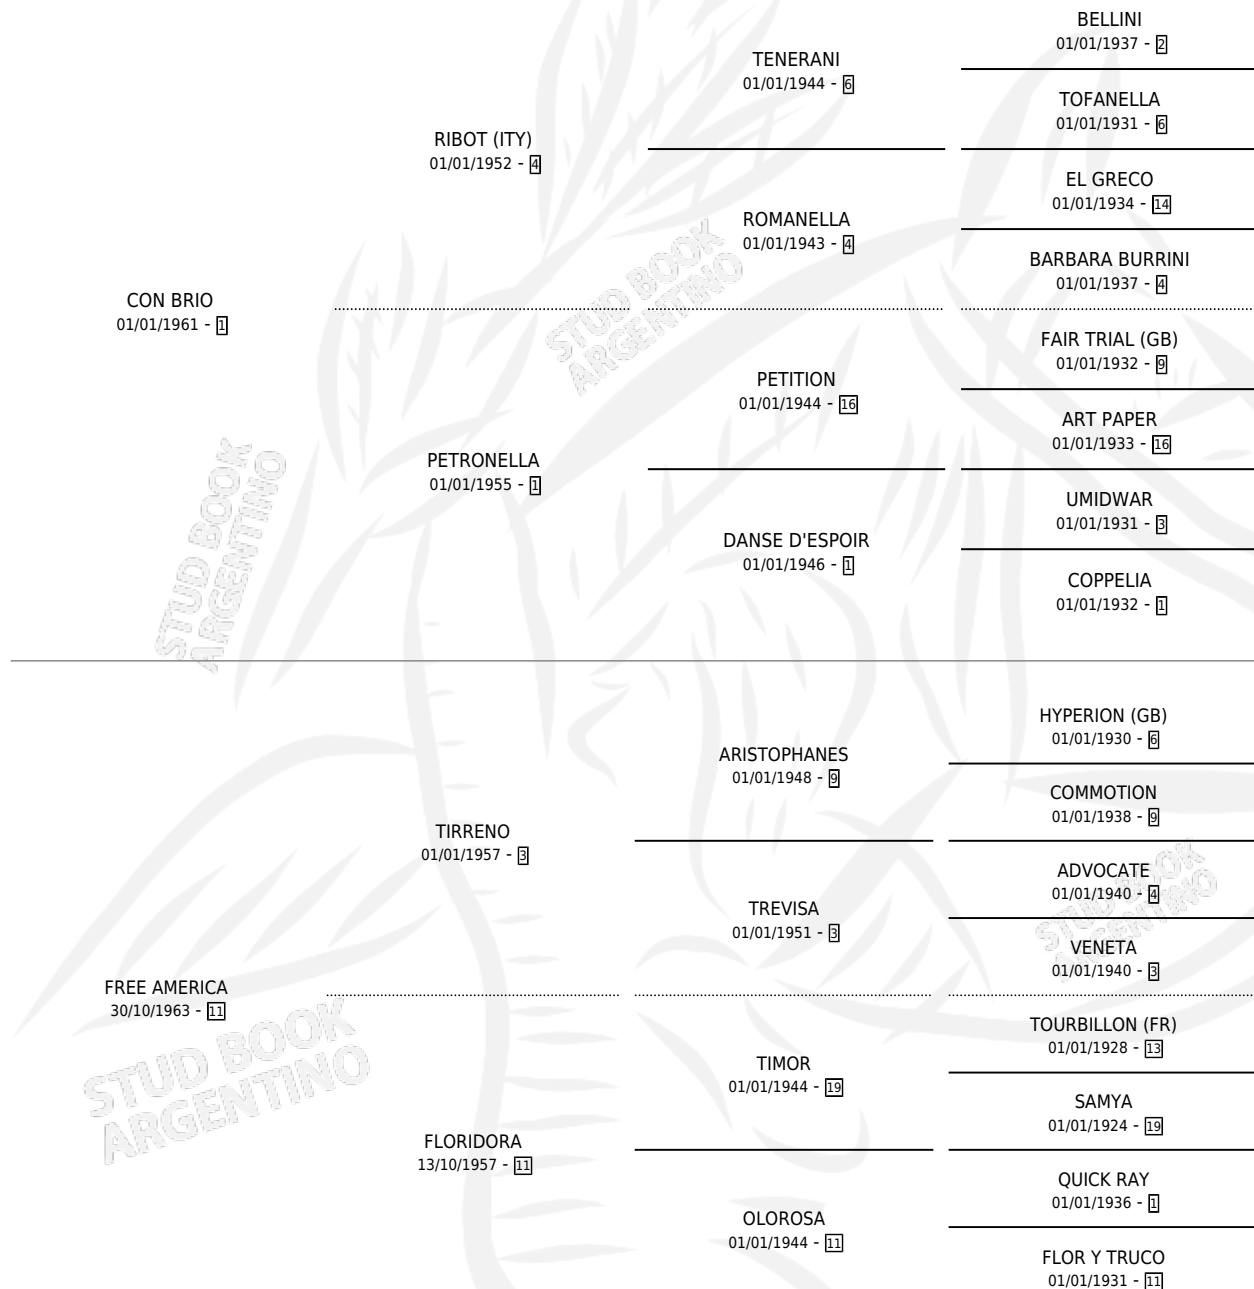 BELLINI
01/01/1937 - 2
TENERANI
01/01/1944 - 6
TOFANELLA
01/01/1931 - 6
RIBOT (ITY)
01/01/1952 - 4
EL GRECO
01/01/1934 - 14
ROMANELLA
01/01/1943 - 4
BARBARA BURRINI
01/01/1937 - 4
CON BRIO
01/01/1961 - 1
STUD BOOK
ARGENTINO
FAIR TRIAL (GB)
01/01/1932 - 9
PETITION
01/01/1944 - 16
ART PAPER
01/01/1933 - 16
PETRONELLA
01/01/1955 - 1
UMIDWAR
01/01/1931 - 3
DANSE D'ESPOIR
01/01/1946 - 1
COPPELIA
01/01/1932 - 1
STUD BOOK
ARGENTINO
HYPERION (GB)
01/01/1930 - 6
ARISTOPHANES
01/01/1948 - 9
COMMOTION
01/01/1938 - 9
TIRRENO
01/01/1957 - 3
ADVOCATE
01/01/1940 - 4
TREVISA
01/01/1951 - 3
VENETA
01/01/1940 - 3
STUD BOOK
ARGENTINO
FREE AMERICA
30/10/1963 - 11
TOURBILLON (FR)
01/01/1928 - 13
TIMOR
01/01/1944 - 19
SAMYA
01/01/1924 - 19
STUD BOOK
ARGENTINO
FLORIDORA
13/10/1957 - 11
QUICK RAY
01/01/1936 - 1
OLOROSA
01/01/1944 - 11
FLOR Y TRUCO
01/01/1931 - 11